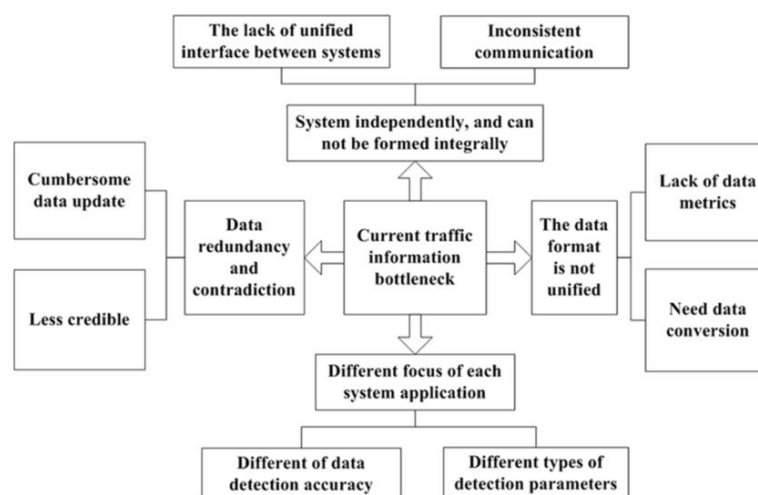 The lack of unified
interface between systems
Inconsistent
communication
System independently, and can
not be formed integrally
Cumbersome
data update
Less credible
Data
redundancy
and
contradiction
Current traffic
information
bottleneck
The data
format
is not
unified
Lack of data
metrics
Need data
conversion
Different focus of each
system application
Different of data
detection accuracy
Different types of
detection parameters